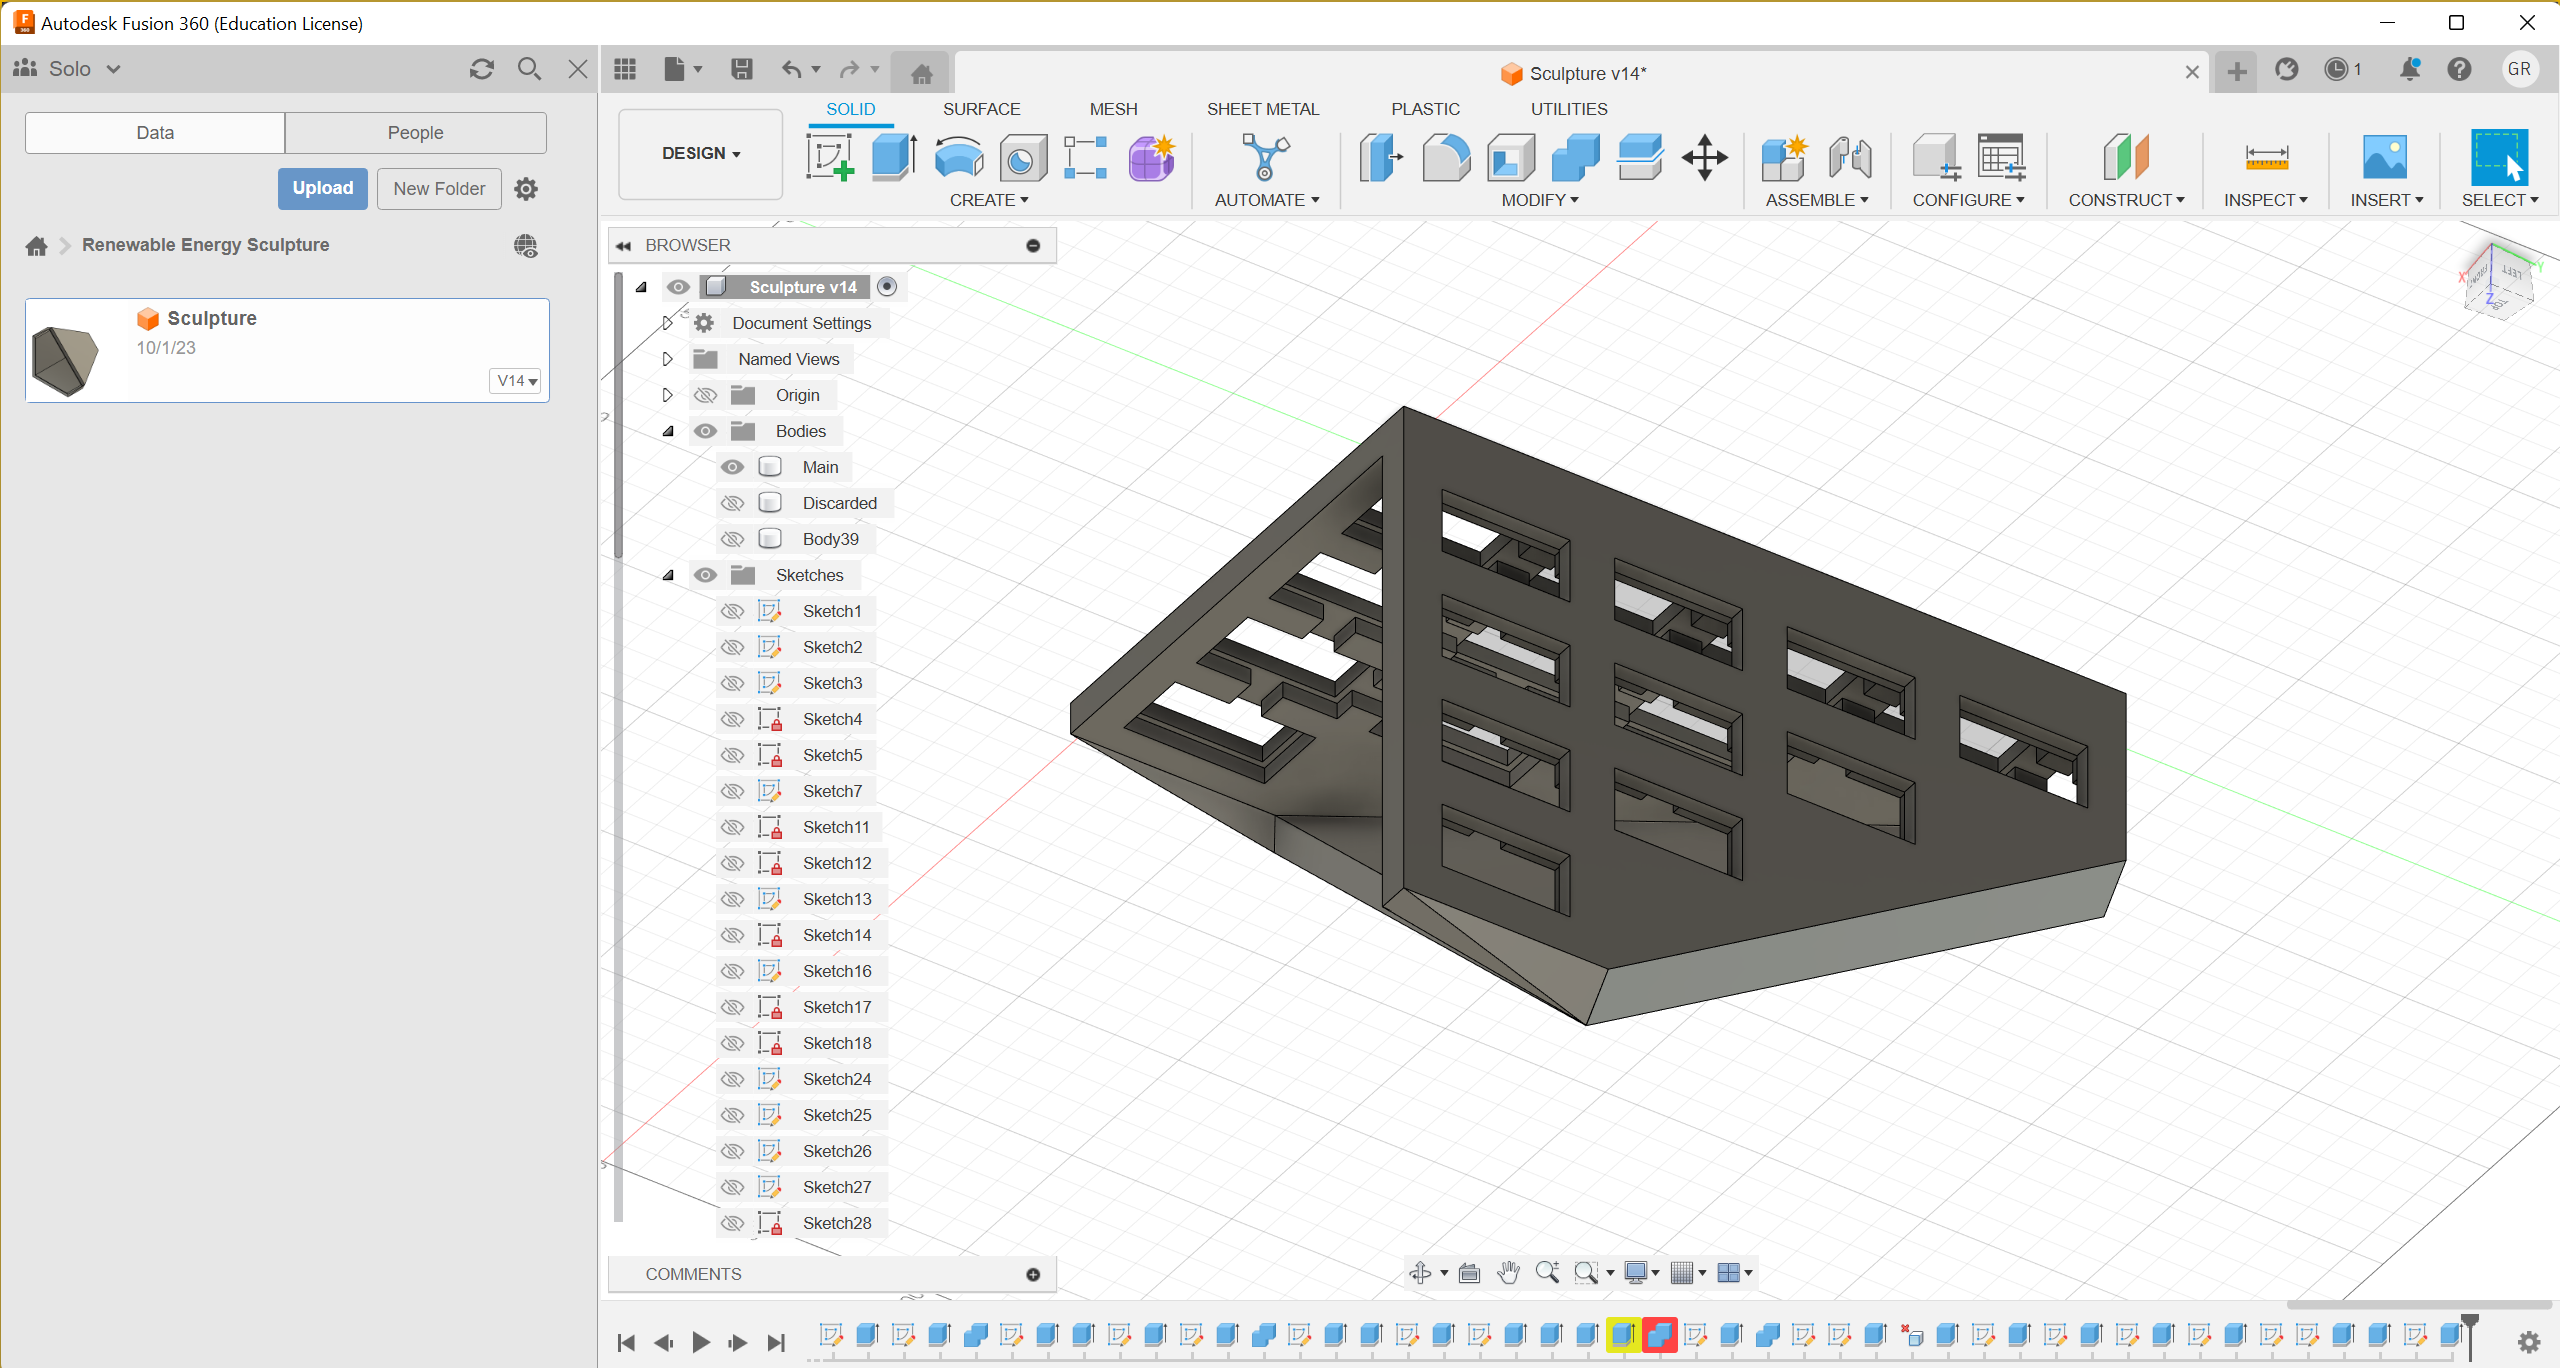 Autodesk Fusion 360 (Education License)
Solo
Sculpture v14*
1
GR
Data
People
Upload
New Folder
Renewable Energy Sculpture
Sculpture
10/1/23
V14
DESIGN
SOLID
SURFACE
MESH
SHEET METAL
PLASTIC
UTILITIES
CREATE
AUTOMATE
MODIFY
ASSEMBLE
CONFIGURE
CONSTRUCT
INSPECT
INSERT
SELECT
BROWSER
Sculpture v14
Document Settings
Named Views
Origin
Bodies
Main
Discarded
Body39
Sketches
Sketch1
Sketch2
Sketch3
Sketch4
Sketch5
Sketch7
Sketch11
Sketch12
Sketch13
Sketch14
Sketch16
Sketch17
Sketch18
Sketch24
Sketch25
Sketch26
Sketch27
Sketch28
COMMENTS
X
Y
Z
LEFT
TOP